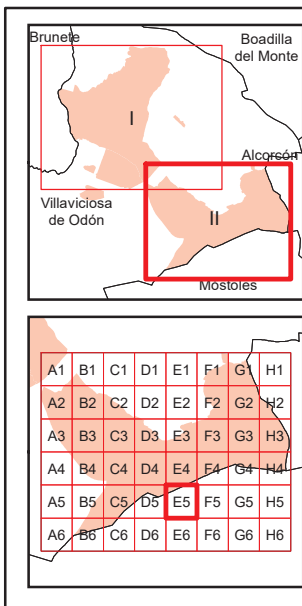 Brunete
Boadilla
del Monte
I
Alcorcón
Villaviciosa
de Odón
II
Móstoles
A1 B1 C1 D1 E1 F1 G1 H1
A2 B2 C2 D2 E2 F2 G2 H2
A3 B3 C3 D3 E3 F3 G3 H3
A4 B4 C4 D4 E4 F4 G4 H4
A5 B5 C5 D5 E5 F5 G5 H5
A6 B6 C6 D6 E6 F6 G6 H6